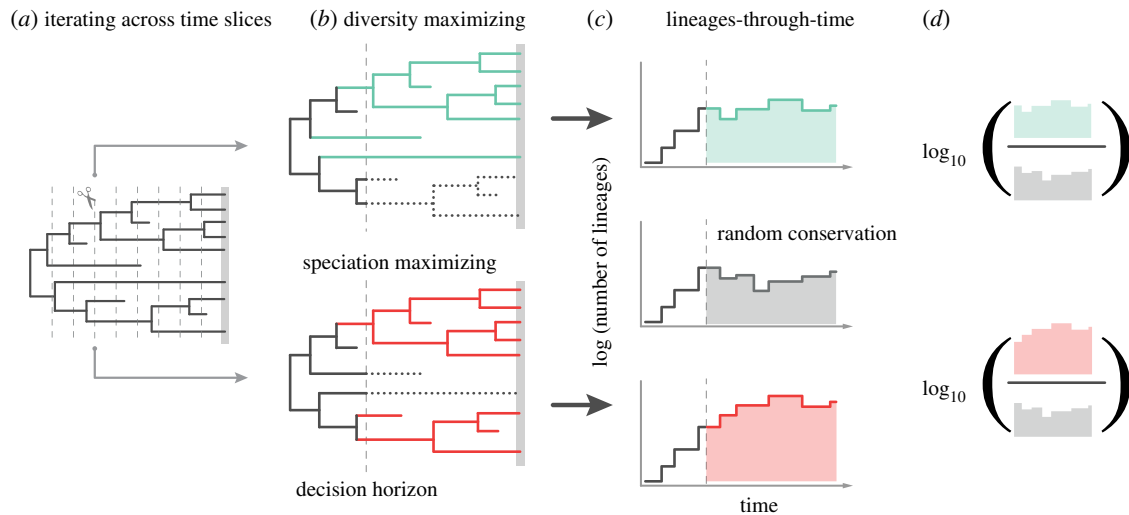 (a) iterating across time slices
(b) diversity maximizing
(c) lineages-through-time
(d)
speciation maximizing
decision horizon
log (number of lineages)
random conservation
time
log10
log10